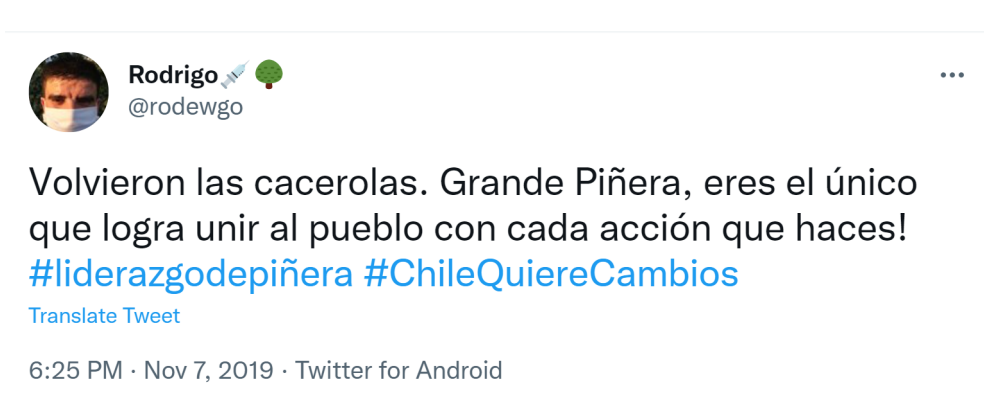 Rodrigo💉🌳
@rodewgo
Volvieron las cacerolas. Grande Piñera, eres el único
que logra unir al pueblo con cada acción que haces!
#liderazgodepiñera #ChileQuiereCambios
Translate Tweet
6:25 PM · Nov 7, 2019 · Twitter for Android